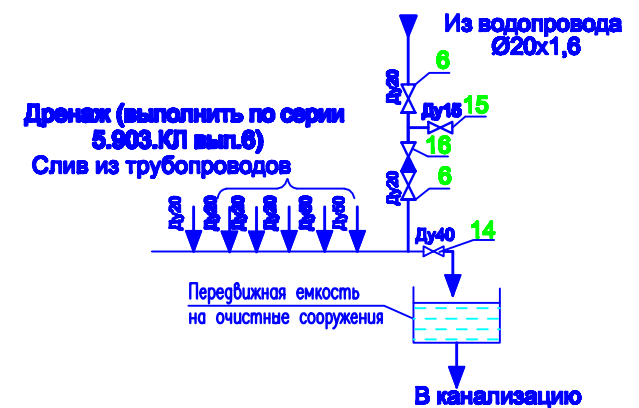 Из водопровода
Ø20х1,6
6
Ду20
Ду15
15
Дренаж (выполнить по серии
5.903.КЛ вып.6)
Слив из трубопроводов
16
6
Ду20
Ду20
Ду40
14
Передвижная емкость
на очистные сооружения
В канализацию